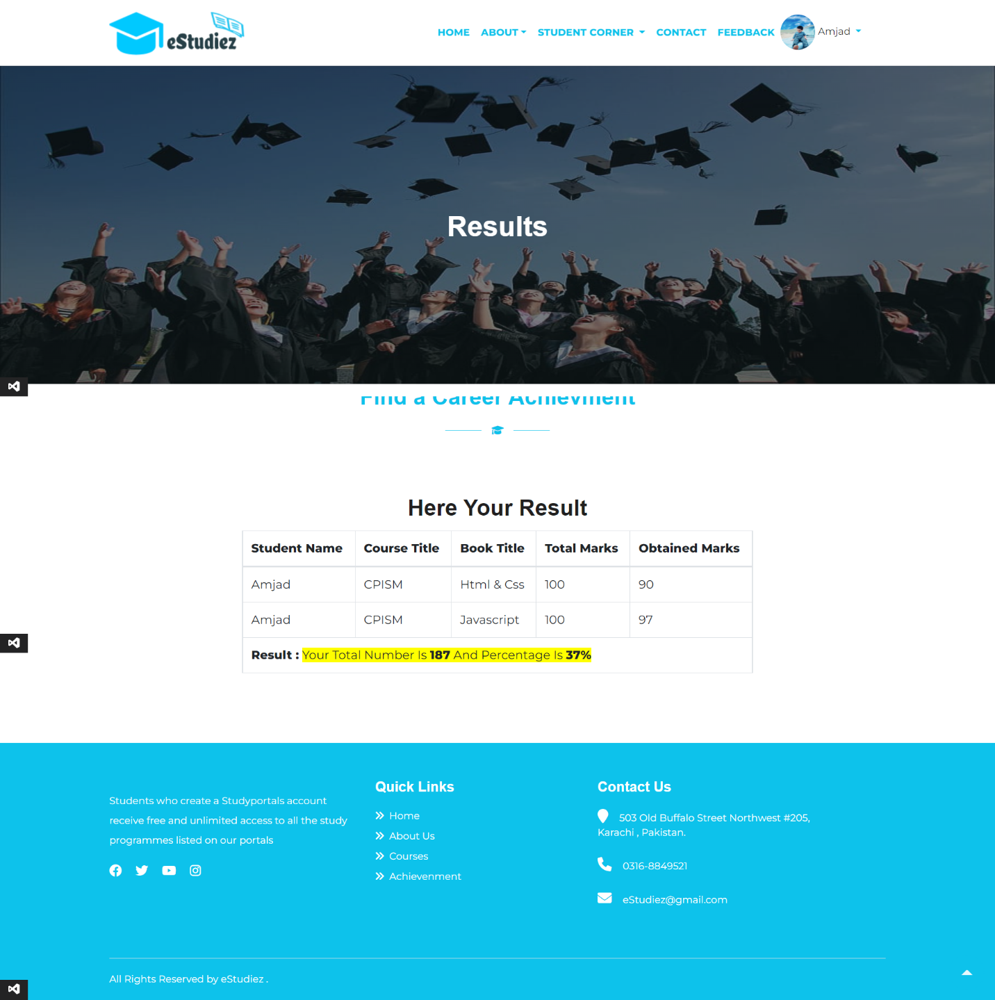 eStudiez
HOME ABOUT STUDENT CORNER CONTACT FEEDBACK Amjad
Results
Find a Career Achievment
Here Your Result
Student Name Course Title Book Title Total Marks Obtained Marks
Amjad CPISM Html & Css 100 90
Amjad CPISM Javascript 100 97
Result : Your Total Number Is 187 And Percentage Is 37%
Students who create a Studyportals account
receive free and unlimited access to all the study
programmes listed on our portals
Quick Links
Home
About Us
Courses
Achievenment
Contact Us
503 Old Buffalo Street Northwest #205,
Karachi , Pakistan.
0316-8849521
eStudiez@gmail.com
All Rights Reserved by eStudiez .